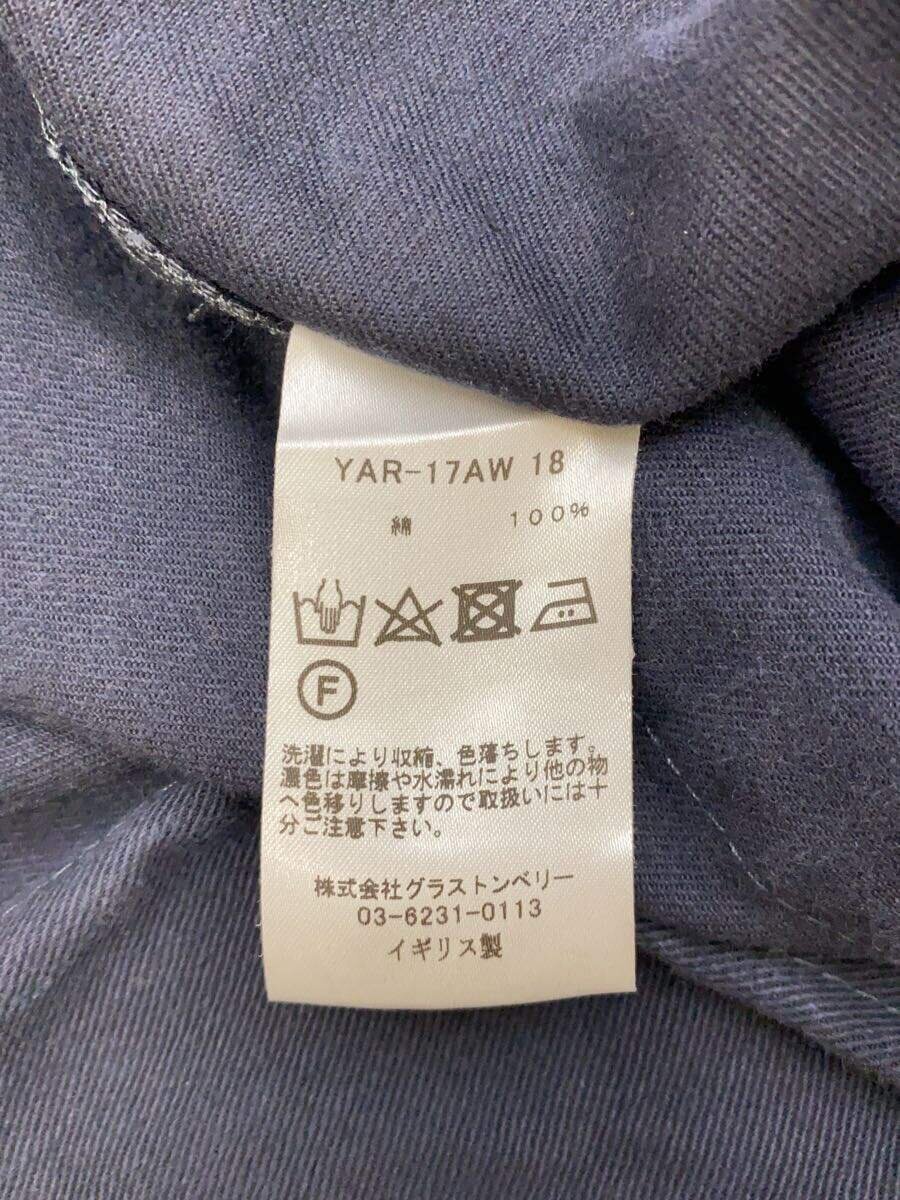 YAR-17AW 18
綿 100%
F
洗濯により収縮、色落ちします。
濃色は摩擦や水濡れにより他の物
へ色移りしますので取扱いには十
分ご注意下さい。
株式会社グラストンベリー
03-6231-0113
イギリス製